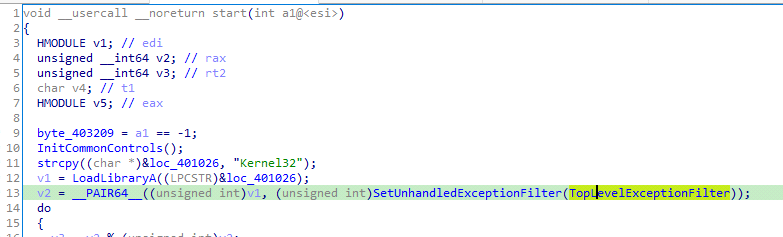 1 void __usercall __noreturn start(int a1@<esi>)
2 {
3 HMODULE v1; // edi
4 unsigned __int64 v2; // rax
5 unsigned __int64 v3; // rt2
6 char v4; // t1
7 HMODULE v5; // eax
8
9 byte_403209 = a1 == -1;
10 InitCommonControls();
11 strcpy((char *)&loc_401026, "Kernel32");
12 v1 = LoadLibraryA((LPCSTR)&loc_401026);
13 v2 = __PAIR64__((unsigned int)v1, (unsigned int)SetUnhandledExceptionFilter(TopLevelExceptionFilter));
14 do
15 {